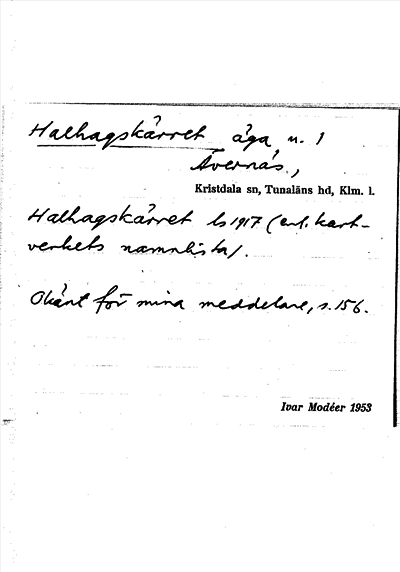 Halhagskärret äga n. 1
Åvernäs,
Kristdala sn, Tunaläns hd, Klm. l.
Halhagskärret ls 1917 (enl. kart-
verkets namnlista).
Okänt för mina meddelare, s. 156.
Ivar Modéer 1953